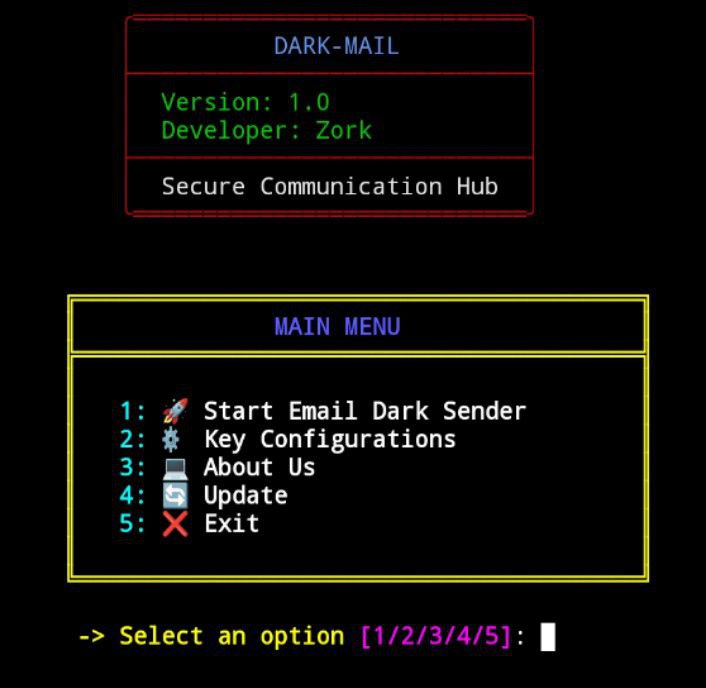 DARK-MAIL
Version: 1.0
Developer: Zork
Secure Communication Hub
MAIN MENU
1: 🚀 Start Email Dark Sender
2: ⚙️ Key Configurations
3: 💻 About Us
4: 🔄 Update
5: ❌ Exit
-> Select an option [1/2/3/4/5]: